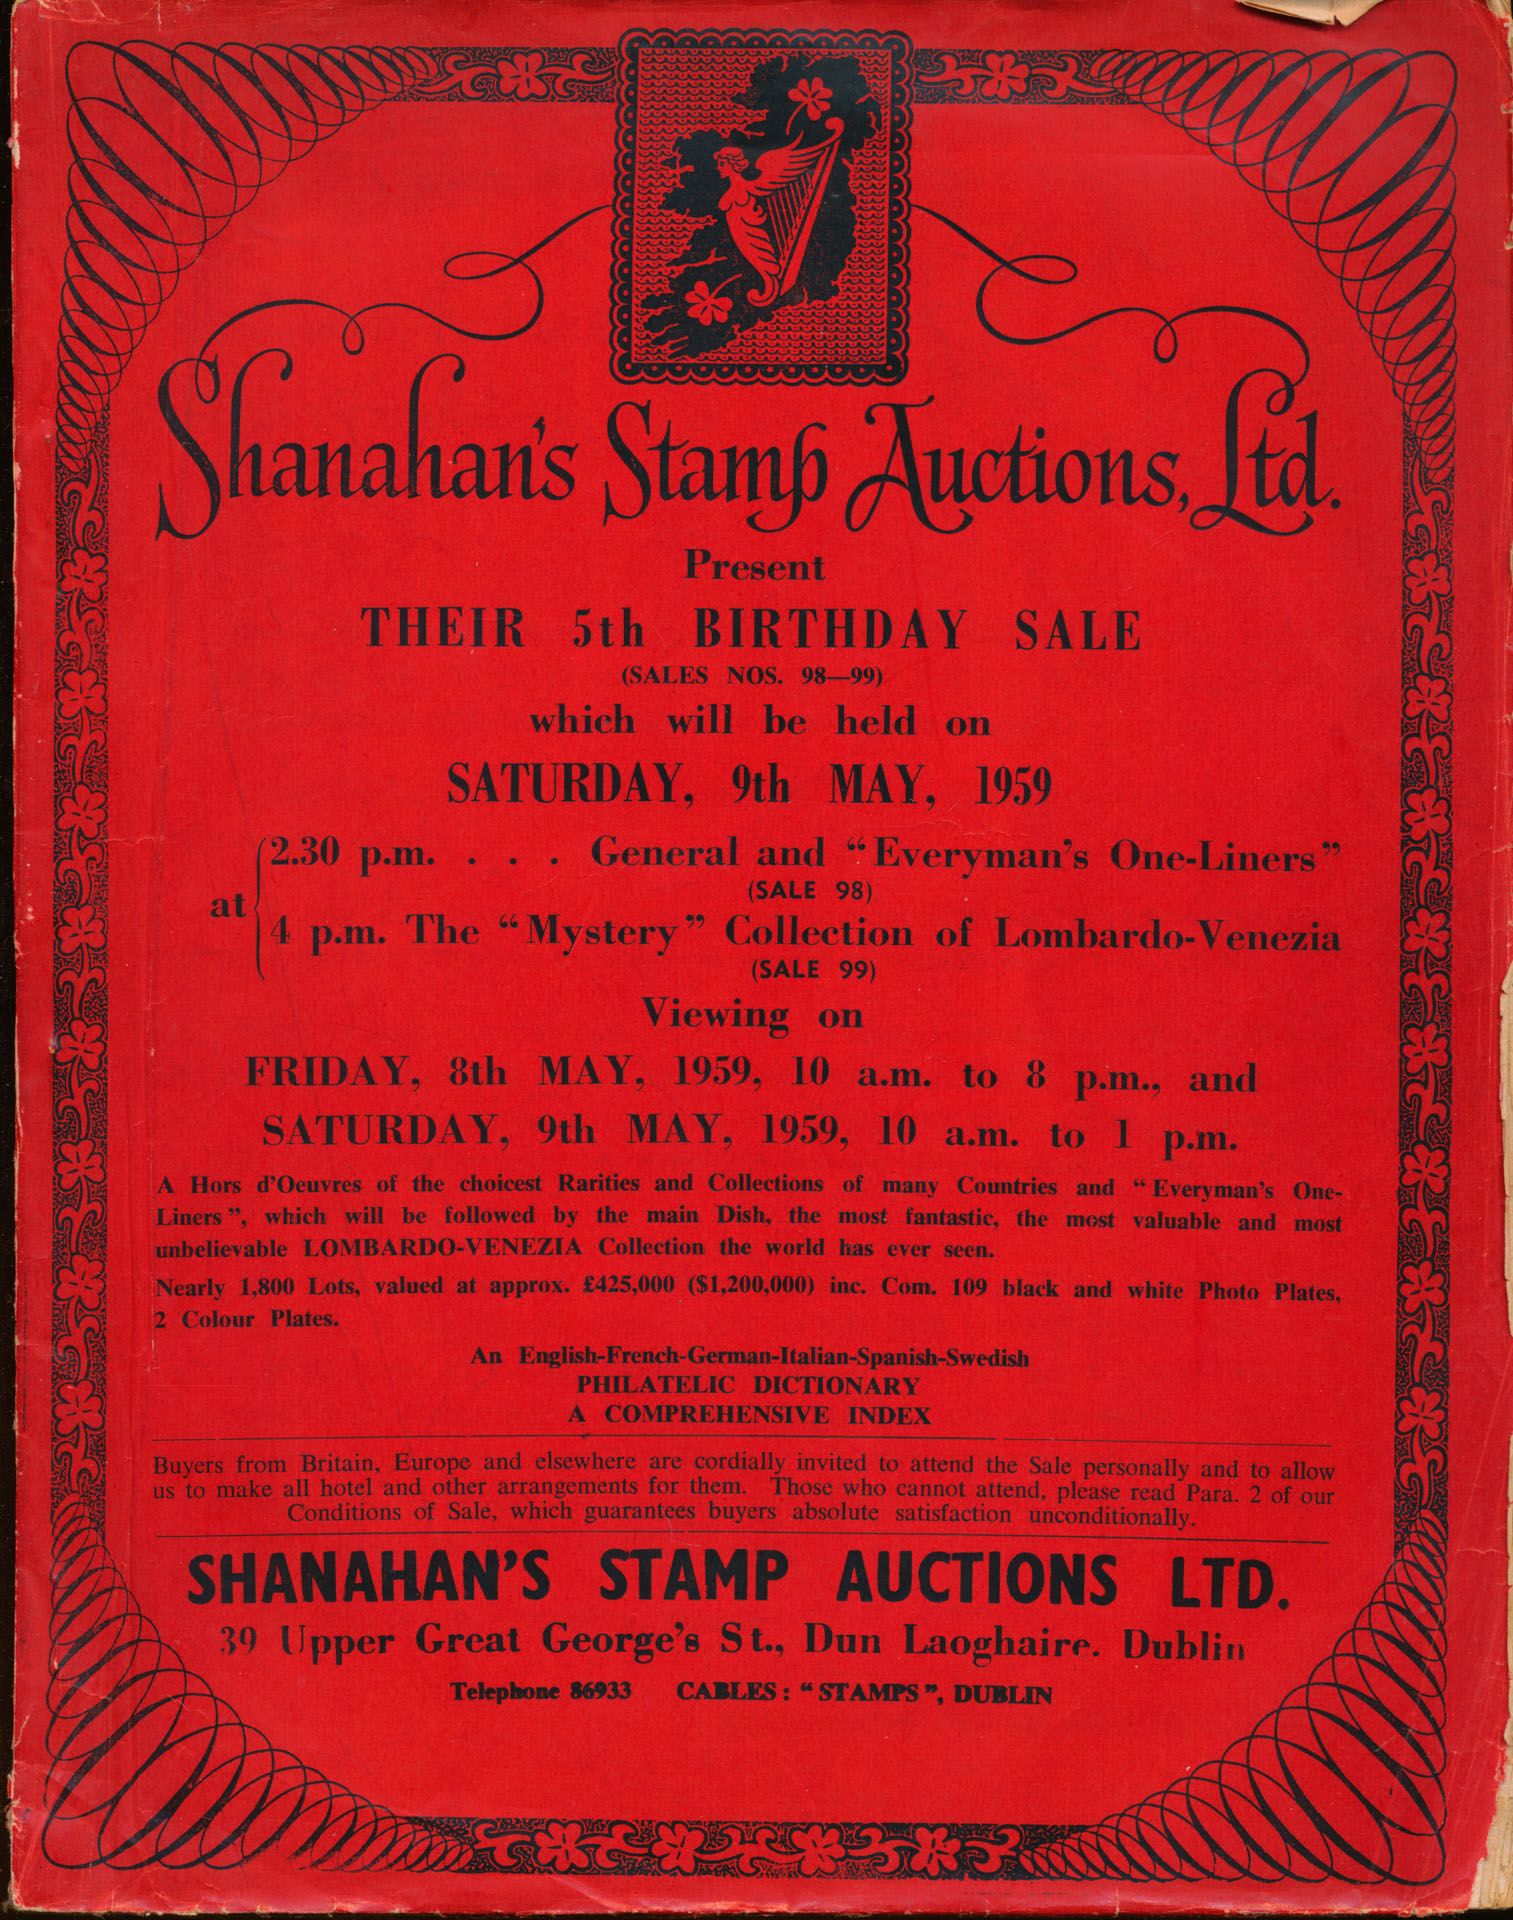 Shanahan's Stamp Auctions, Ltd.
Present
THEIR 5th BIRTHDAY SALE
(SALES NOS. 98—99)
which will be held on
SATURDAY, 9th MAY, 1959
at
2.30 p.m. . . . General and “Everyman's One-Liners”
(SALE 98)
4 p.m. The “Mystery” Collection of Lombardo-Venezia
(SALE 99)
Viewing on
FRIDAY, 8th MAY, 1959, 10 a.m. to 8 p.m., and
SATURDAY, 9th MAY, 1959, 10 a.m. to 1 p.m.
A Hors d'Oeuvres of the choicest Rarities and Collections of many Countries and “Everyman's One-
Liners”, which will be followed by the main Dish, the most fantastic, the most valuable and most
unbelievable LOMBARDO-VENEZIA Collection the world has ever seen.
Nearly 1,800 Lots, valued at approx. £425,000 ($1,200,000) inc. Com. 109 black and white Photo Plates,
2 Colour Plates.
An English-French-German-Italian-Spanish-Swedish
PHILATELIC DICTIONARY
A COMPREHENSIVE INDEX
Buyers from Britain, Europe and elsewhere are cordially invited to attend the Sale personally and to allow
us to make all hotel and other arrangements for them. Those who cannot attend, please read Para. 2 of our
Conditions of Sale, which guarantees buyers absolute satisfaction unconditionally.
SHANAHAN'S STAMP AUCTIONS LTD.
39 Upper Great George's St., Dun Laoghaire. Dublin
Telephone 86933 CABLES: “STAMPS”, DUBLIN